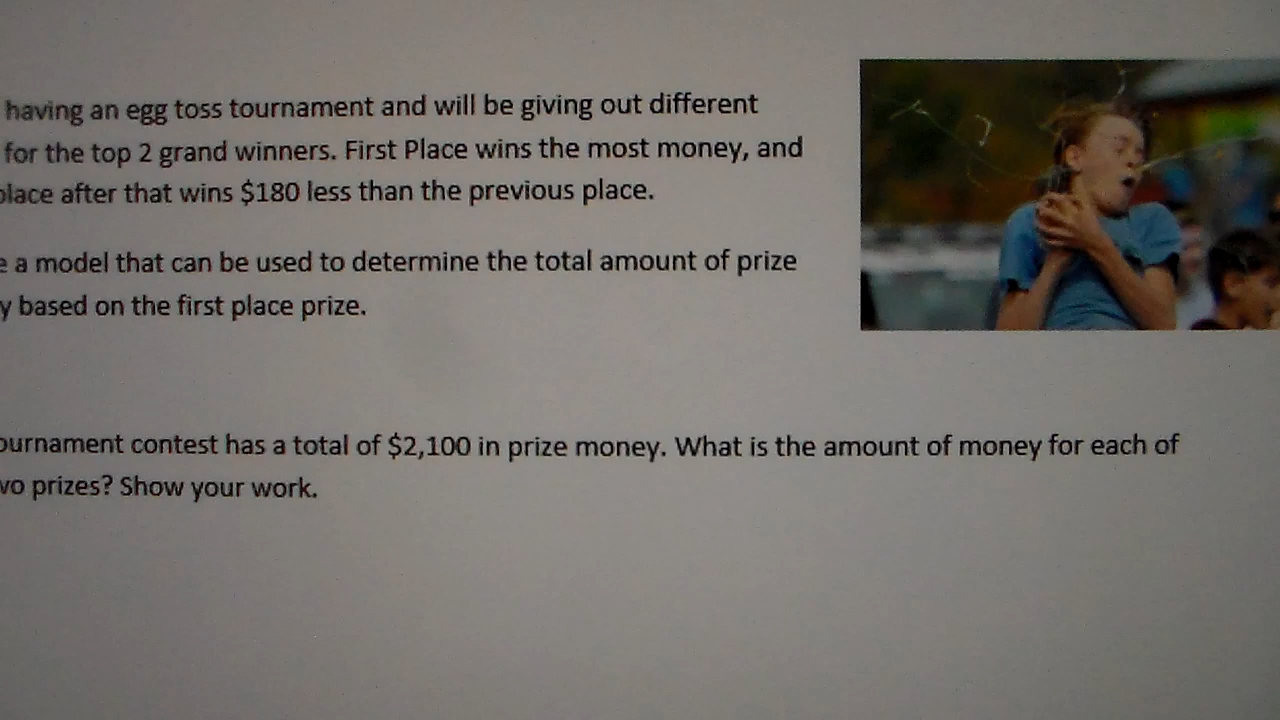 having an egg toss tournament and will be giving out different
for the top 2 grand winners. First Place wins the most money, and
place after that wins $180 less than the previous place.
e a model that can be used to determine the total amount of prize
y based on the first place prize.
ournament contest has a total of $2,100 in prize money. What is the amount of money for each of
wo prizes? Show your work.